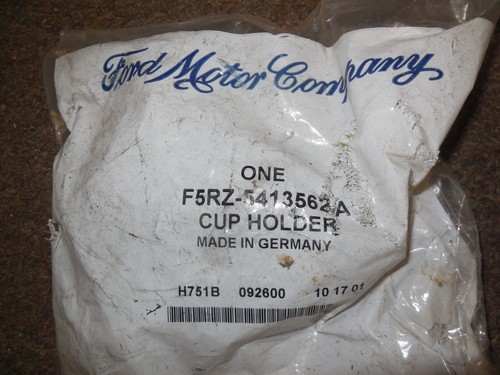 Ford Motor Company
ONE
F5RZ-5413562 A
CUP HOLDER
MADE IN GERMANY
H751B 092600 10 17 01